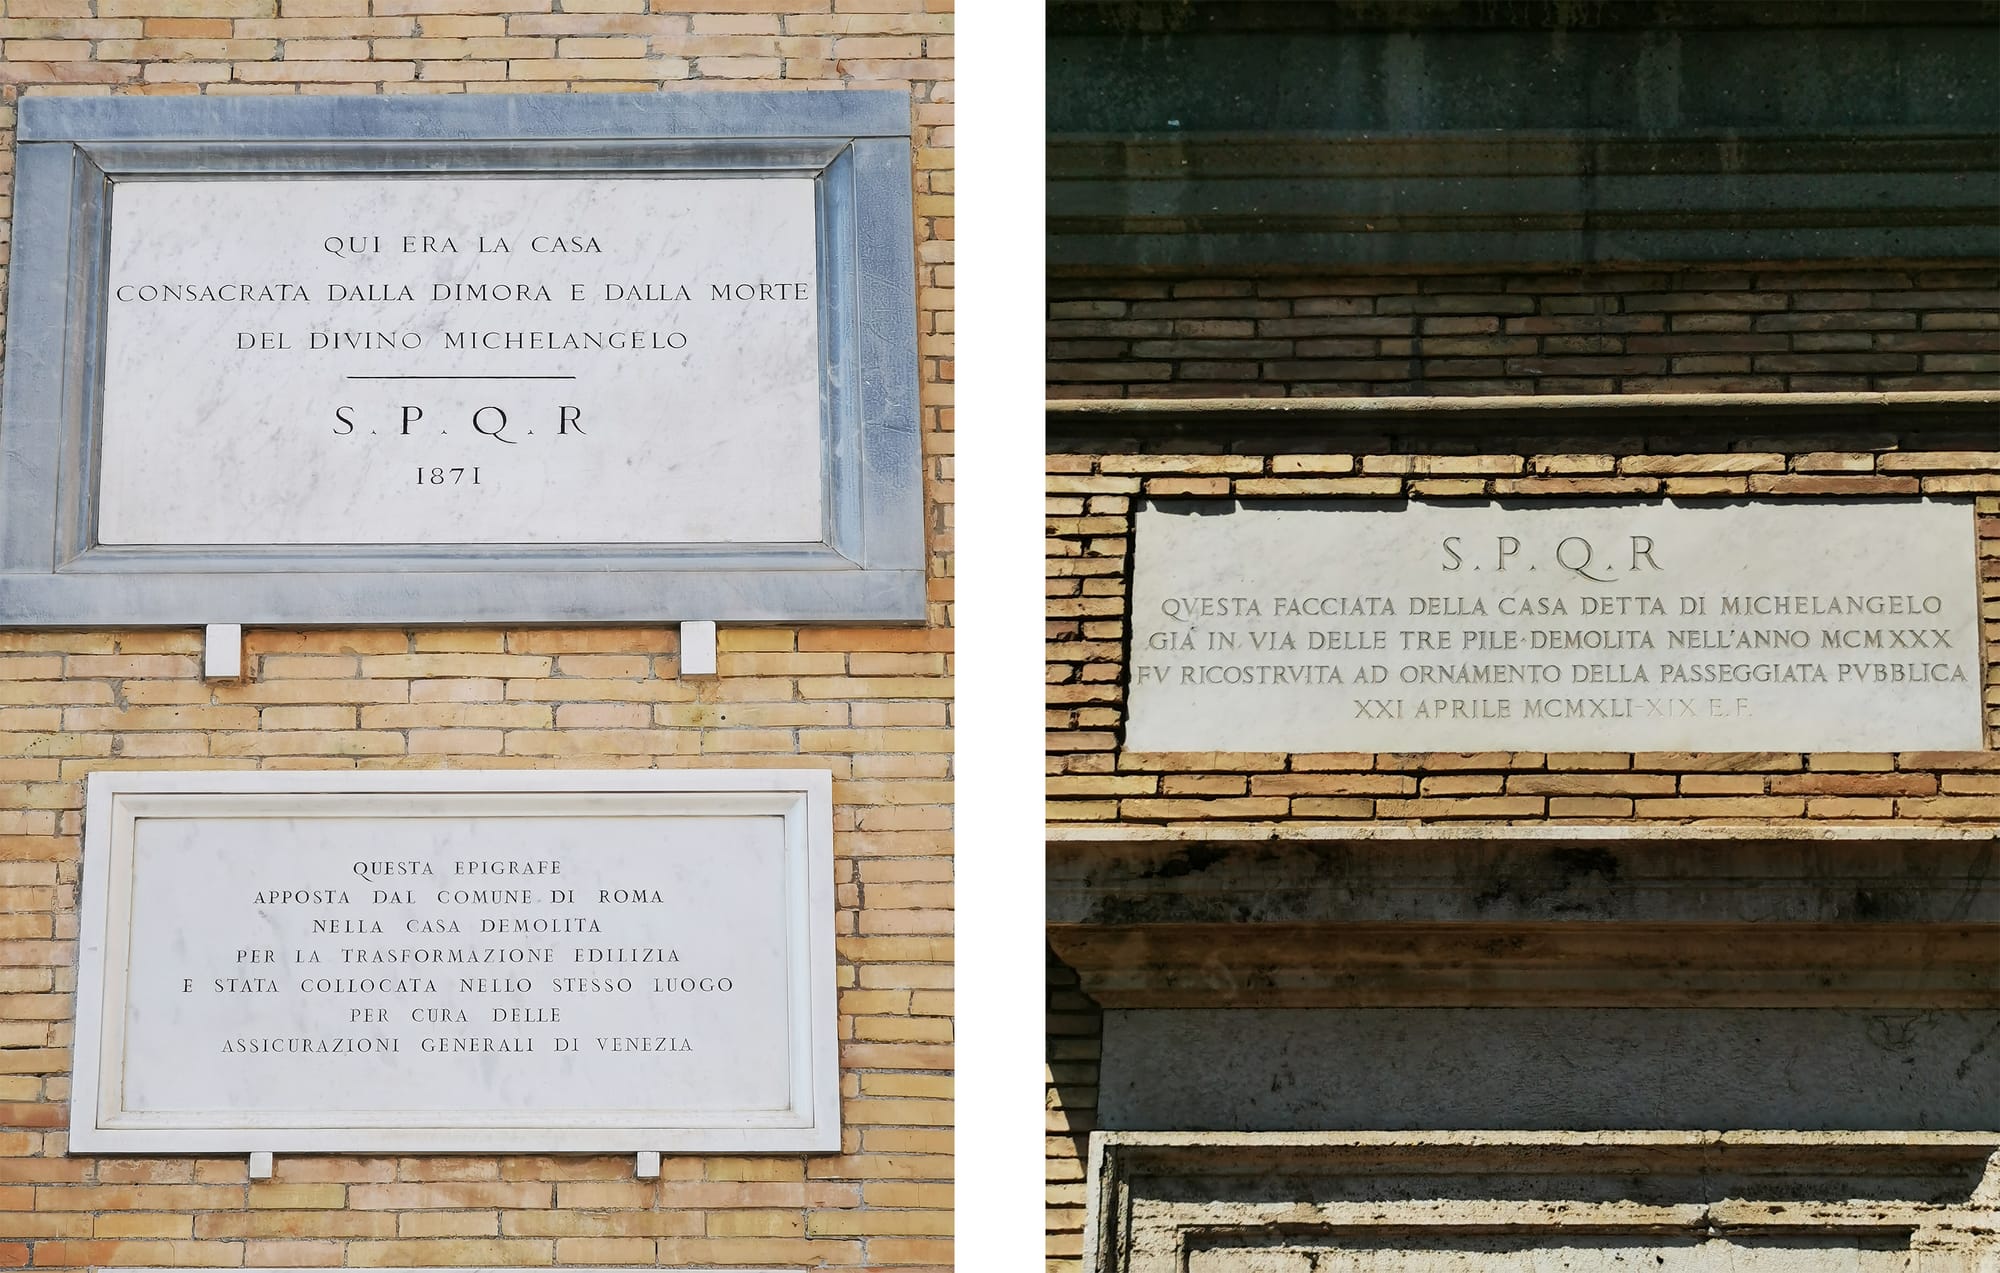 QUI ERA LA CASA
CONSACRATA DALLA DIMORA E DALLA MORTE
DEL DIVINO MICHELANGELO
S.P.Q.R
1871
QUESTA EPIGRAFE
APPOSTA DAL COMUNE DI ROMA
NELLA CASA DEMOLITA
PER LA TRASFORMAZIONE EDILIZIA
E STATA COLLOCATA NELLO STESSO LUOGO
PER CURA DELLE
ASSICURAZIONI GENERALI DI VENEZIA
S.P.Q.R
QVESTA FACCIATA DELLA CASA DETTA DI MICHELANGELO
GIÁ IN VIA DELLE TRE PILE·DEMOLITA NELL'ANNO MCMXXX
FV RICOSTRVITA AD ORNAMENTO DELLA PASSEGGIATA PVBBLICA
XXI APRILE MCMXLI-XIX E.F.